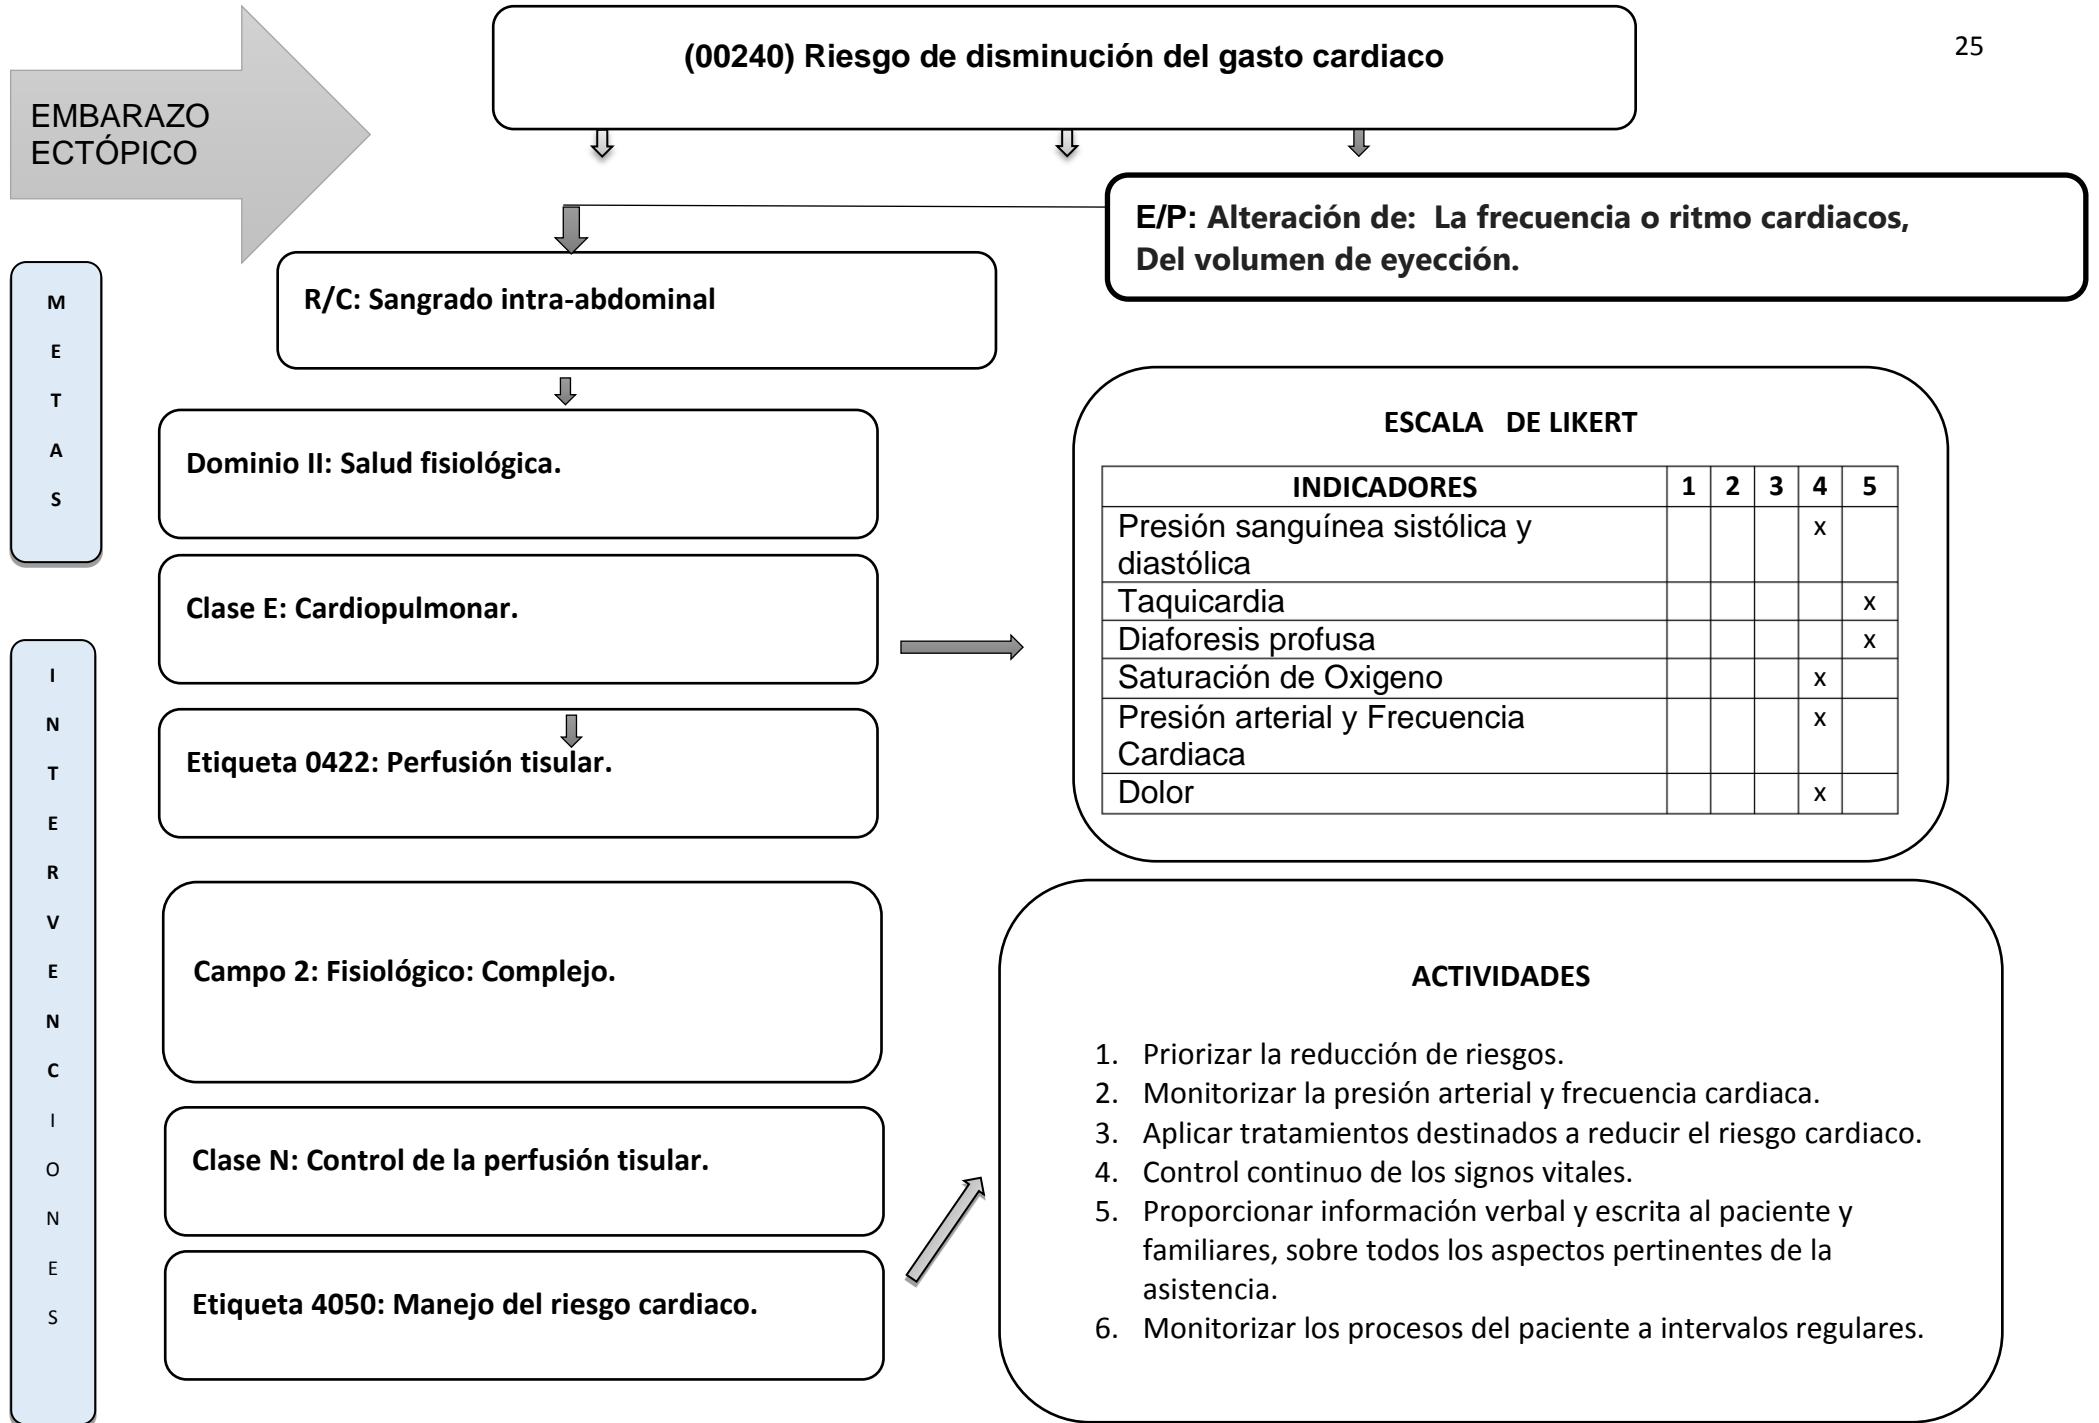 25
(00240) Riesgo de disminución del gasto cardiaco
EMBARAZO
ECTÓPICO
E/P: Alteración de: La frecuencia o ritmo cardiacos,
Del volumen de eyección.
R/C: Sangrado intra-abdominal
M
E
T
A
S
Dominio II: Salud fisiológica.
Clase E: Cardiopulmonar.
Etiqueta 0422: Perfusión tisular.
ESCALA DE LIKERT
INDICADORES 1 2 3 4 5
Presión sanguínea sistólica y x
diastólica
Taquicardia x
Diaforesis profusa x
Saturación de Oxigeno x
Presión arterial y Frecuencia x
Cardiaca
Dolor x
I
N
T
E
R
V
E
N
C
I
O
N
E
S
Campo 2: Fisiológico: Complejo.
Clase N: Control de la perfusión tisular.
Etiqueta 4050: Manejo del riesgo cardiaco.
ACTIVIDADES
1. Priorizar la reducción de riesgos.
2. Monitorizar la presión arterial y frecuencia cardiaca.
3. Aplicar tratamientos destinados a reducir el riesgo cardiaco.
4. Control continuo de los signos vitales.
5. Proporcionar información verbal y escrita al paciente y
familiares, sobre todos los aspectos pertinentes de la
asistencia.
6. Monitorizar los procesos del paciente a intervalos regulares.